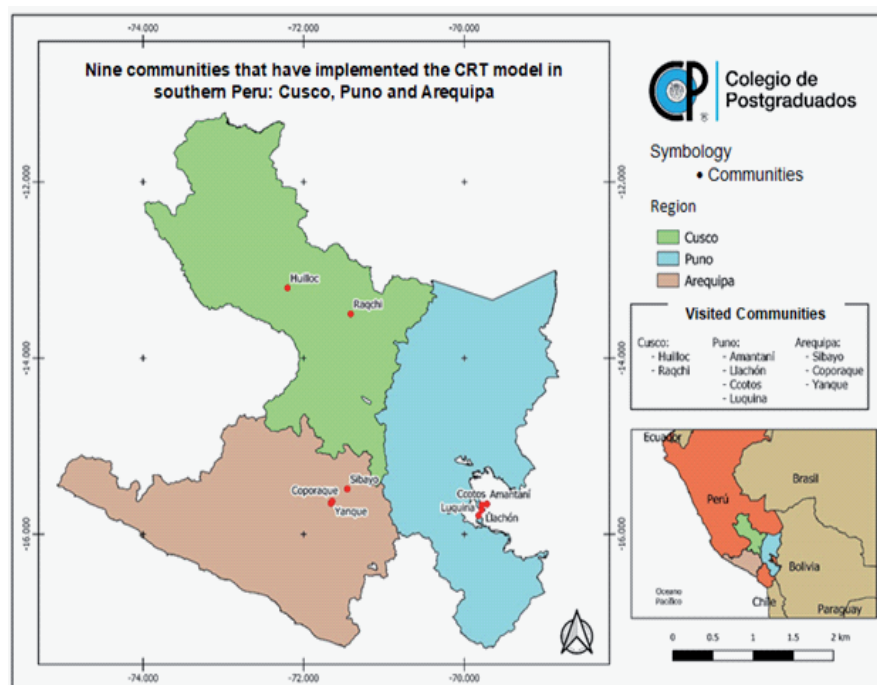 -74.000 -72.000 -70.000
Nine communities that have implemented the CRT model in
southern Peru: Cusco, Puno and Arequipa
CP
®
Colegio de
Postgraduados
Symbology
Communities
Region
Cusco
Puno
Arequipa
-12.000 -12.000
Huilloc
Raqchi
-14.000 -14.000
Visited Communities
Cusco: Puno: Arequipa:
- Huilloc - Amantaní - Sibayo
- Raqchi - Llachón - Coporaque
- Ccotos - Yanque
- Luquina
Sibayo
Coporaque
Yanque
Ccotos Amantaní
Luquina
Llachón
-16.000 -16.000
Ecuador
Brasil
Perú
Bolivia
Oceano
Pacífico
Chile
Paraguay
0 0.5 1 1.5 2 km
-74.000 -72.000 -70.000